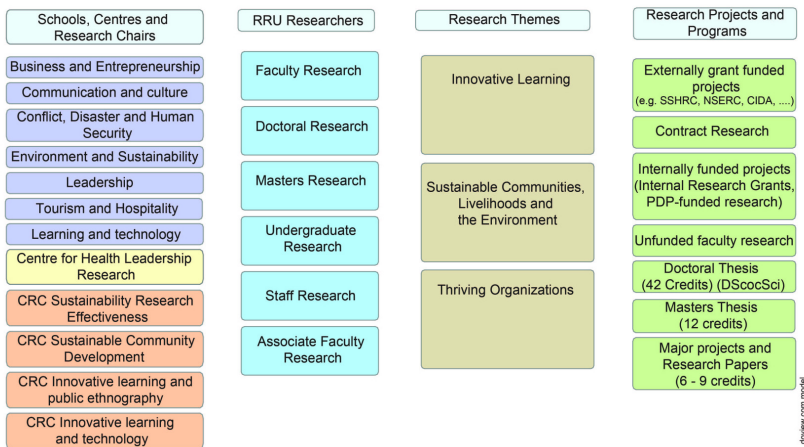 Schools, Centres and
Research Chairs
Business and Entrepreneurship
Communication and culture
Conflict, Disaster and Human
Security
Environment and Sustainability
Leadership
Tourism and Hospitality
Learning and technology
Centre for Health Leadership
Research
CRC Sustainability Research
Effectiveness
CRC Sustainable Community
Development
CRC Innovative learning and
public ethnography
CRC Innovative learning
and technology
RRU Researchers
Faculty Research
Doctoral Research
Masters Research
Undergraduate
Research
Staff Research
Associate Faculty
Research
Research Themes
Innovative Learning
Sustainable Communities,
Livelihoods and
the Environment
Thriving Organizations
Research Projects and
Programs
Externally grant funded
projects
(e.g. SSHRC, NSERC, CIDA, ....)
Contract Research
Internally funded projects
(Internal Research Grants,
PDP-funded research)
Unfunded faculty research
Doctoral Thesis
(42 Credits) (DScocSci)
Masters Thesis
(12 credits)
Major projects and
Research Papers
(6 - 9 credits)
doview.com model